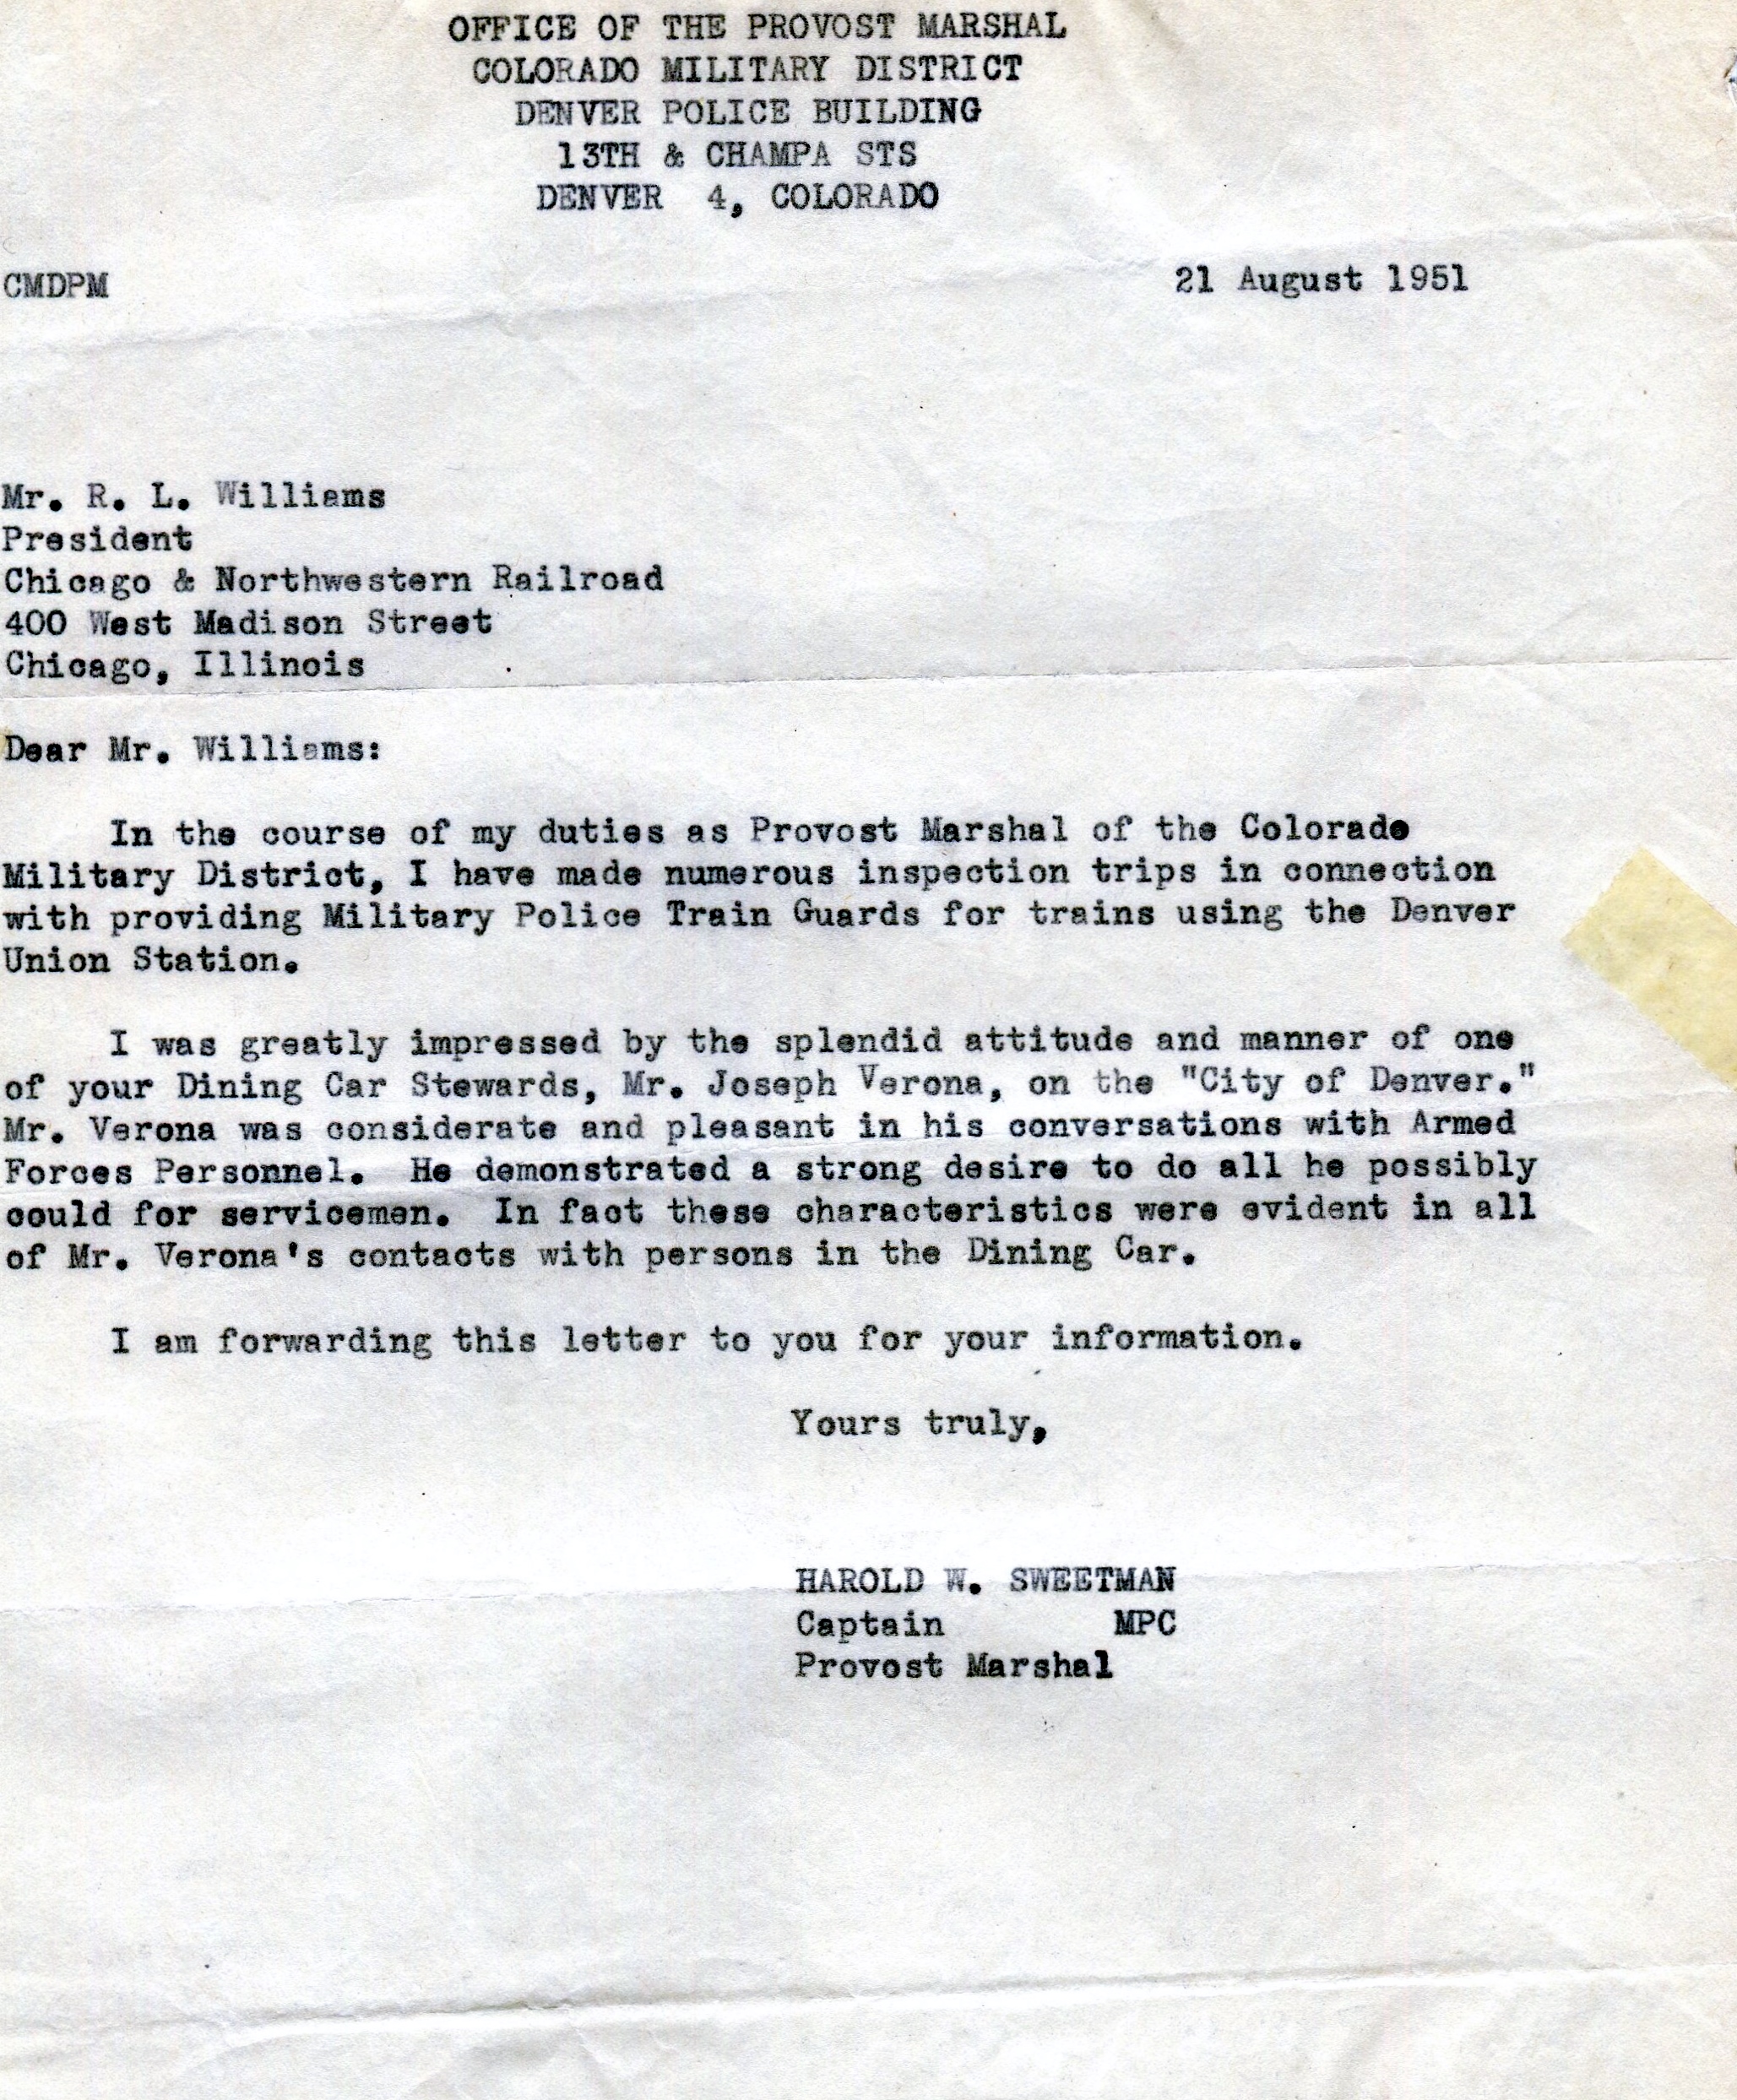 OFFICE OF THE PROVOST MARSHAL
COLORADO MILITARY DISTRICT
DENVER POLICE BUILDING
13TH & CHAMPA STS
DENVER 4, COLORADO
CMDPM 21 August 1951
Mr. R. L. Williams
President
Chicago & Northwestern Railroad
400 West Madison Street
Chicago, Illinois
Dear Mr. Williams:
In the course of my duties as Provost Marshal of the Colorado
Military District, I have made numerous inspection trips in connection
with providing Military Police Train Guards for trains using the Denver
Union Station.
I was greatly impressed by the splendid attitude and manner of one
of your Dining Car Stewards, Mr. Joseph Verona, on the "City of Denver."
Mr. Verona was considerate and pleasant in his conversations with Armed
Forces Personnel. He demonstrated a strong desire to do all he possibly
could for servicemen. In fact these characteristics were evident in all
of Mr. Verona's contacts with persons in the Dining Car.
I am forwarding this letter to you for your information.
Yours truly,
HAROLD W. SWEETMAN
Captain MPC
Provost Marshal